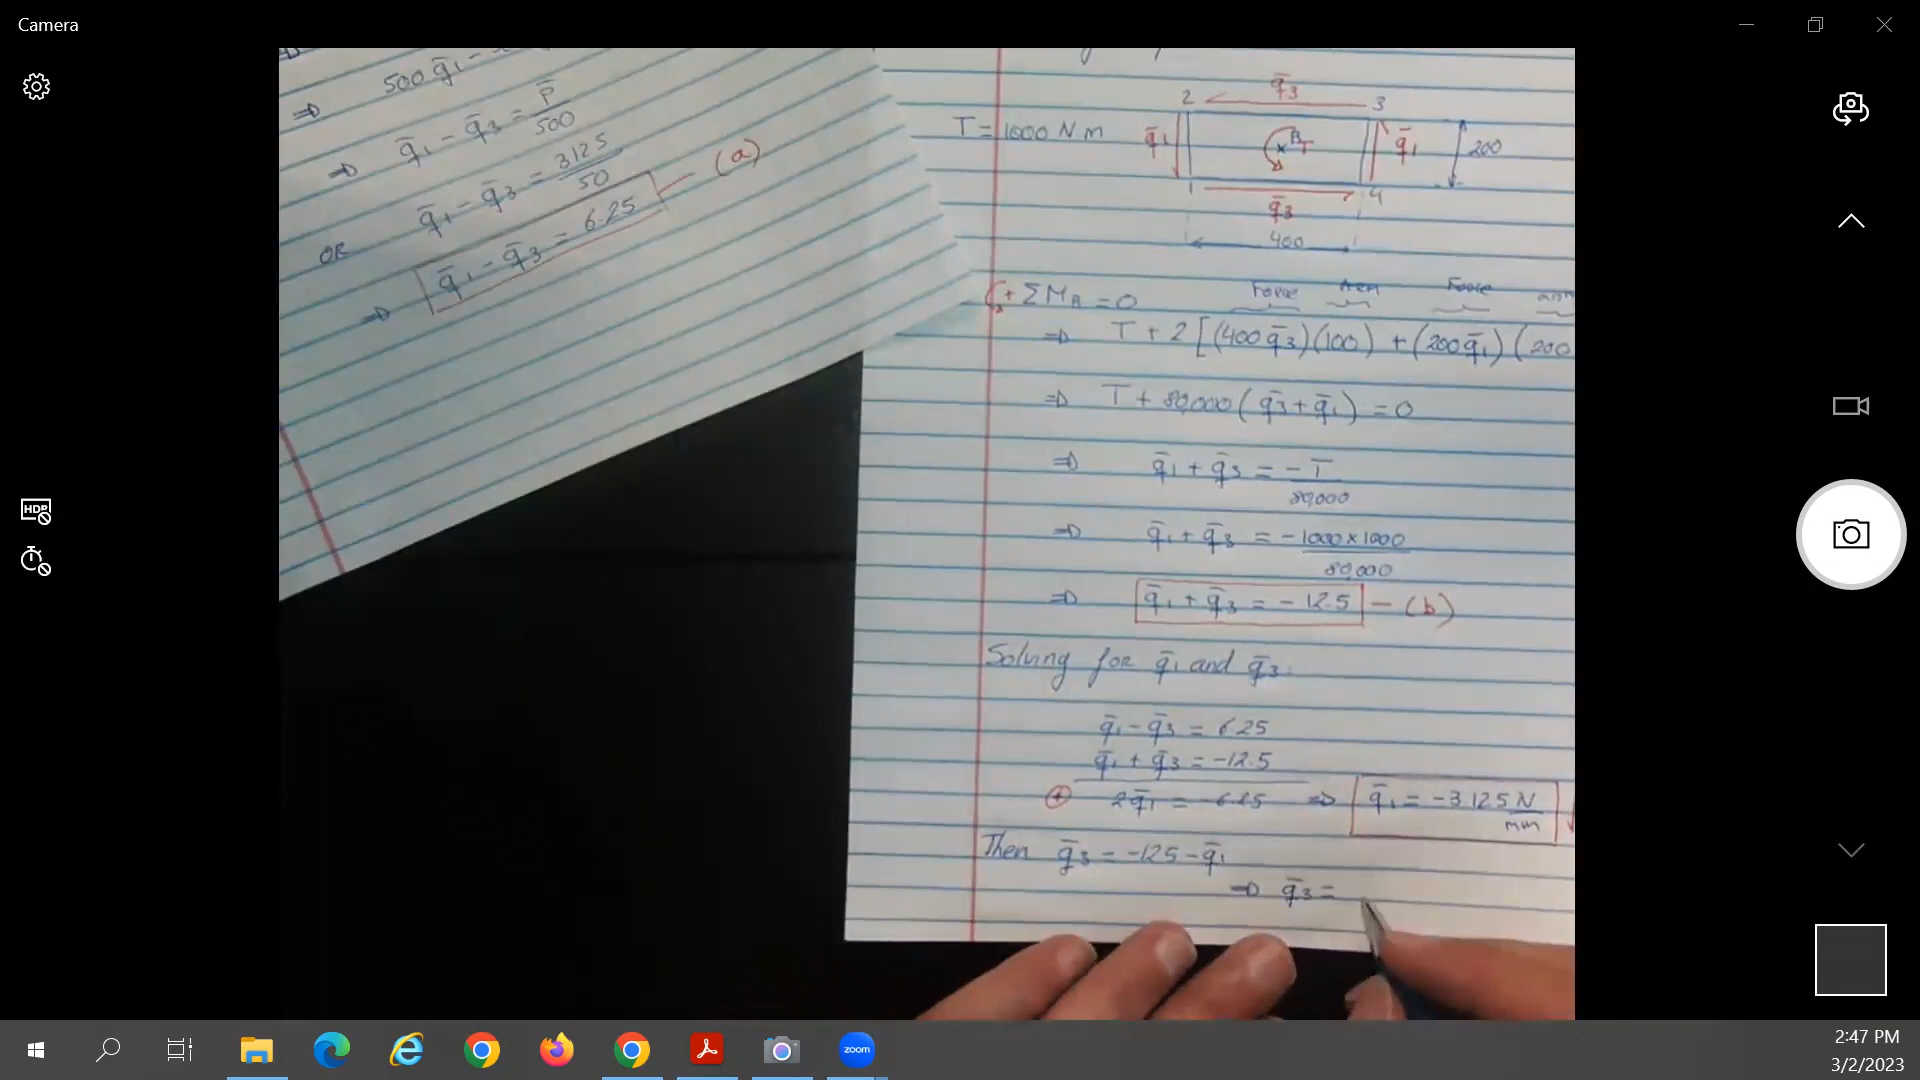 Camera
500 q̄₁ -
⇒ q̄₁ - q̄₃ = P̄/500
⇒ q̄₁ - q̄₃ = 3125/50
OR
⇒ q̄₁ - q̄₃ = 6.25 — (a)
T = 1000 N m
2 q̄₃ 3
q̄₁ B T q̄₁ 200
1 q̄₃ 4
400
Force Arm Force arm
+ ΣM_B = 0
⇒ T + 2 [(400 q̄₃)(100) + (200 q̄₁)(200
⇒ T + 80,000 (q̄₃ + q̄₁) = 0
⇒ q̄₁ + q̄₃ = - T/80,000
⇒ q̄₁ + q̄₃ = - 1000 x 1000/80,000
⇒ q̄₁ + q̄₃ = - 12.5 — (b)
Solving for q̄₁ and q̄₃:
q̄₁ - q̄₃ = 6.25
q̄₁ + q̄₃ = -12.5
+ 2q̄₁ = -6.25 ⇒ q̄₁ = -3.125 N/mm
Then q̄₃ = -12.5 - q̄₁
⇒ q̄₃ =
zoom
2:47 PM
3/2/2023